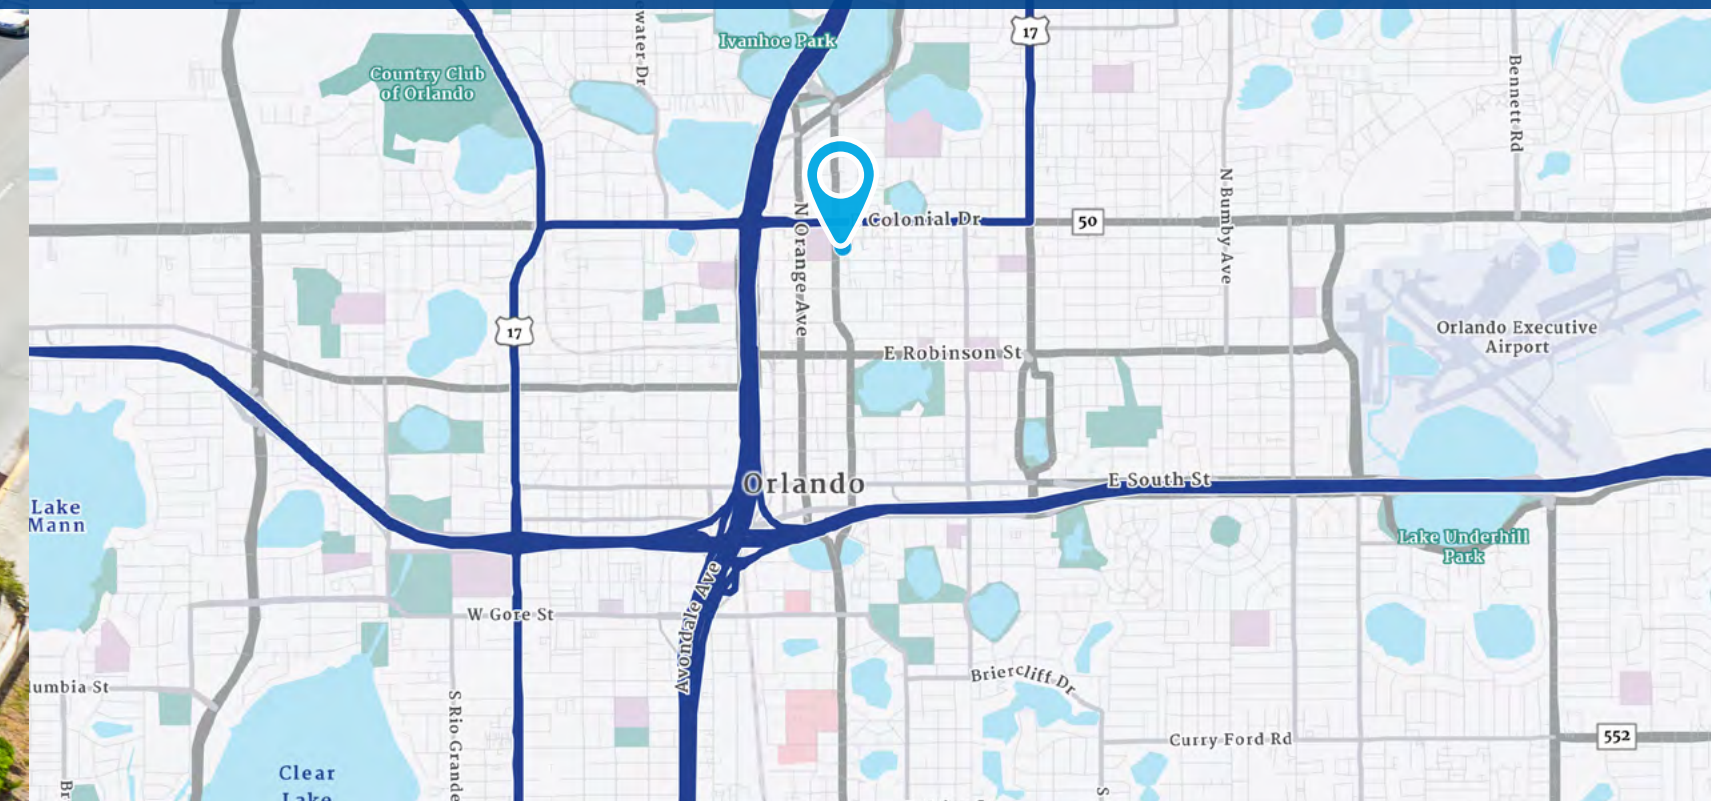 Ivanhoe Park
17
Country Club
of Orlando
Bennett Rd
N Bumby Ave
N Orange Ave
Colonial Dr
50
17
Orlando Executive
Airport
E Robinson St
Orlando
E South St
Lake
Mann
Lake Underhill
Park
Avondale Ave
W Gore St
Briercliff Dr
S Rio Grande
Curry Ford Rd
552
Clear
Lake